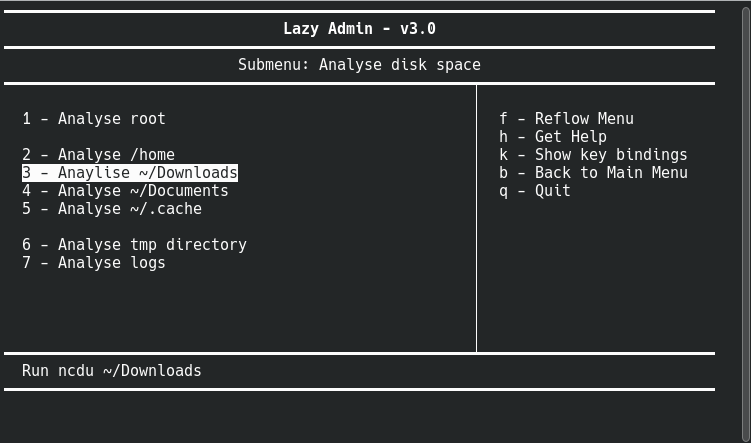 Lazy Admin - v3.0
Submenu: Analyse disk space
1 - Analyse root
2 - Analyse /home
3 - Anaylise ~/Downloads
4 - Analyse ~/Documents
5 - Analyse ~/.cache
6 - Analyse tmp directory
7 - Analyse logs
f - Reflow Menu
h - Get Help
k - Show key bindings
b - Back to Main Menu
q - Quit
Run ncdu ~/Downloads